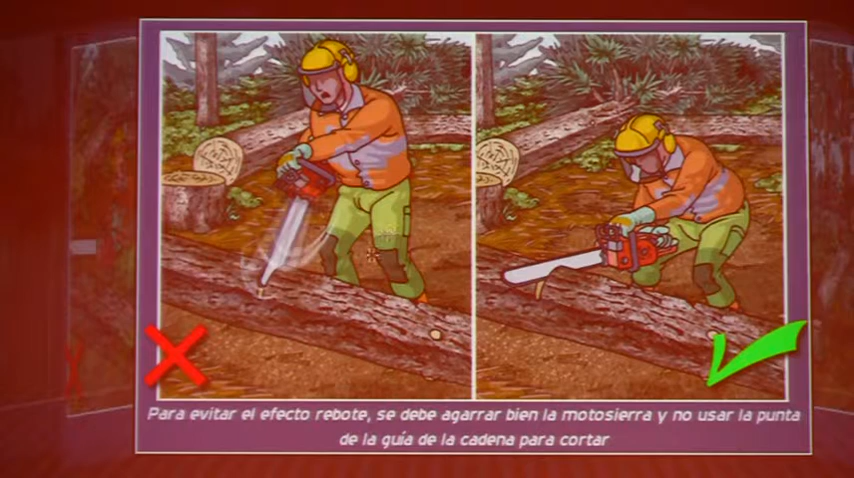 Para evitar el efecto rebote, se debe agarrar bien la motosierra y no usar la punta
de la guía de la cadena para cortar